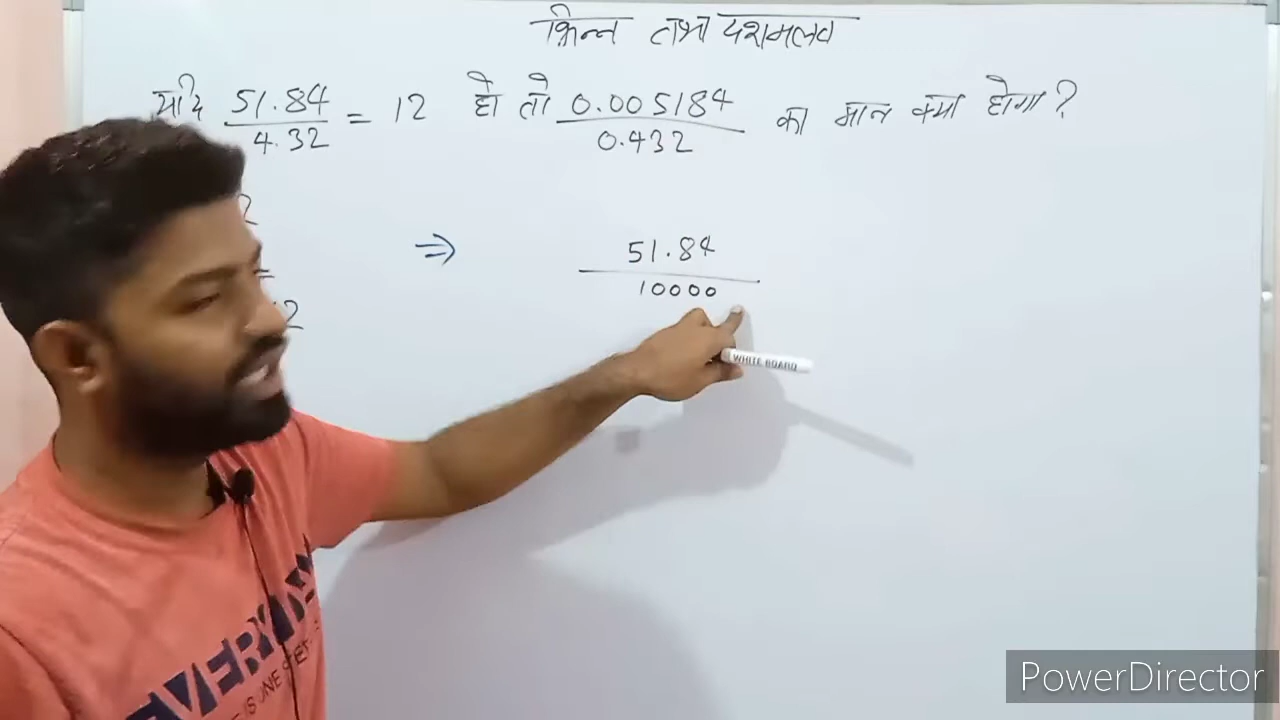 भिन्न तथा दशमलव
यदि 51.84 / 4.32 = 12 हो तो 0.005184 / 0.432 का मान क्या होगा ?
⇒ 51.84 / 10000
WHITE BOARD
PowerDirector